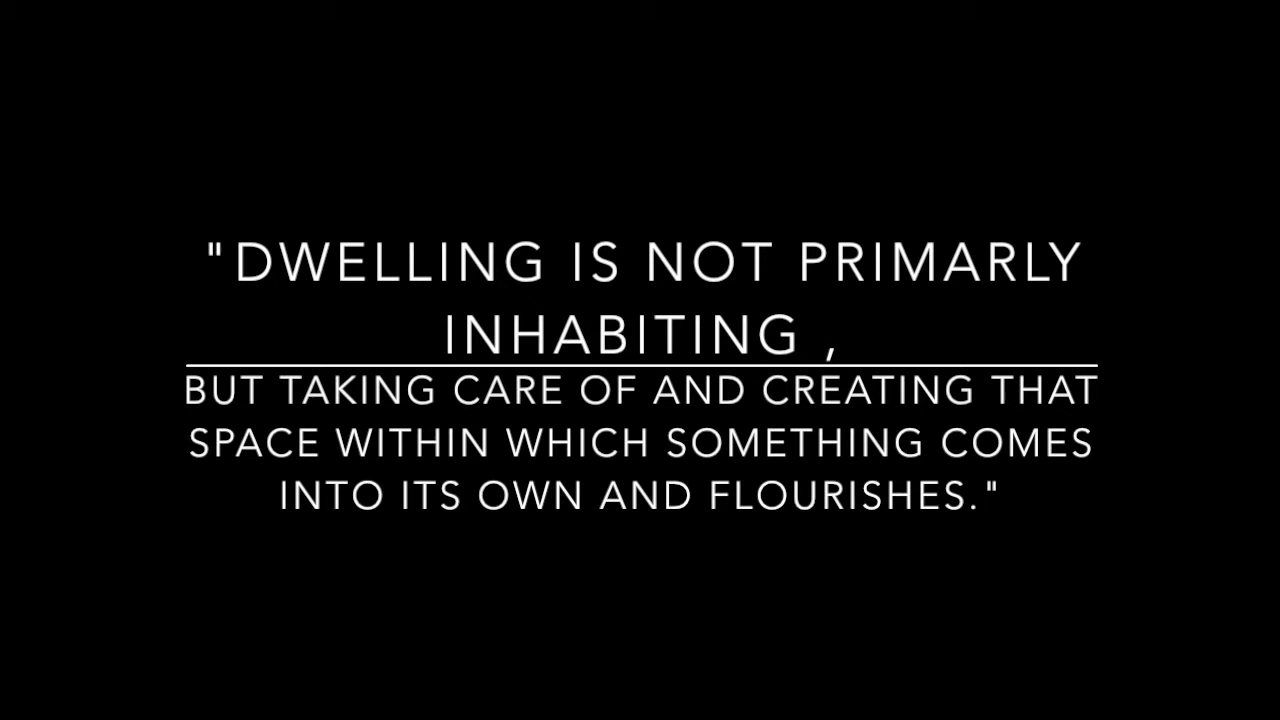 "DWELLING IS NOT PRIMARLY
INHABITING ,
BUT TAKING CARE OF AND CREATING THAT
SPACE WITHIN WHICH SOMETHING COMES
INTO ITS OWN AND FLOURISHES."